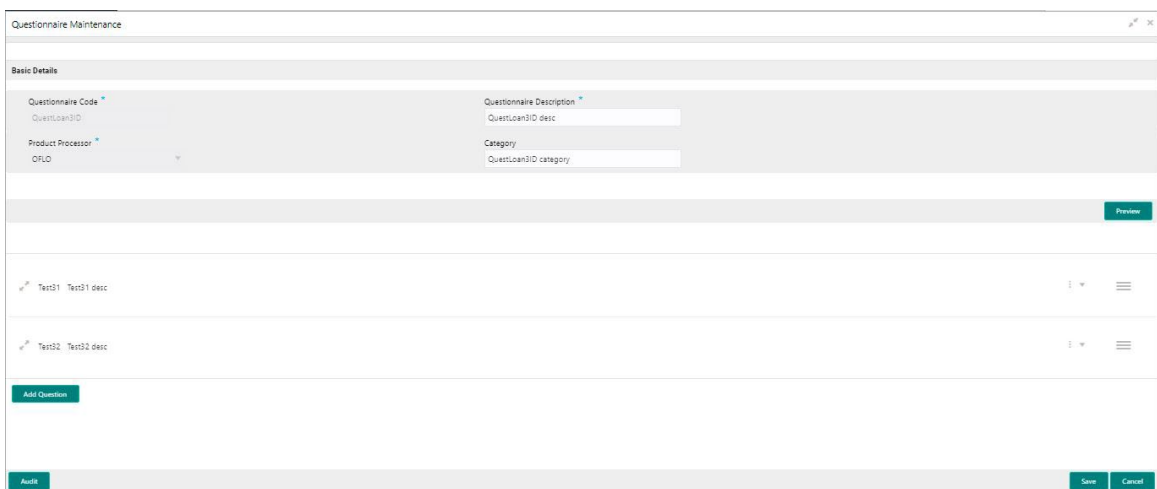 Questionnaire Maintenance
Basic Details
Questionnaire Code *
Questionnaire Description *
QuestLoan3ID
QuestLoan3ID desc
Product Processor *
Category
OFLO
QuestLoan3ID category
Preview
Test31 Test31 desc
Test32 Test32 desc
Add Question
Audit
Save
Cancel